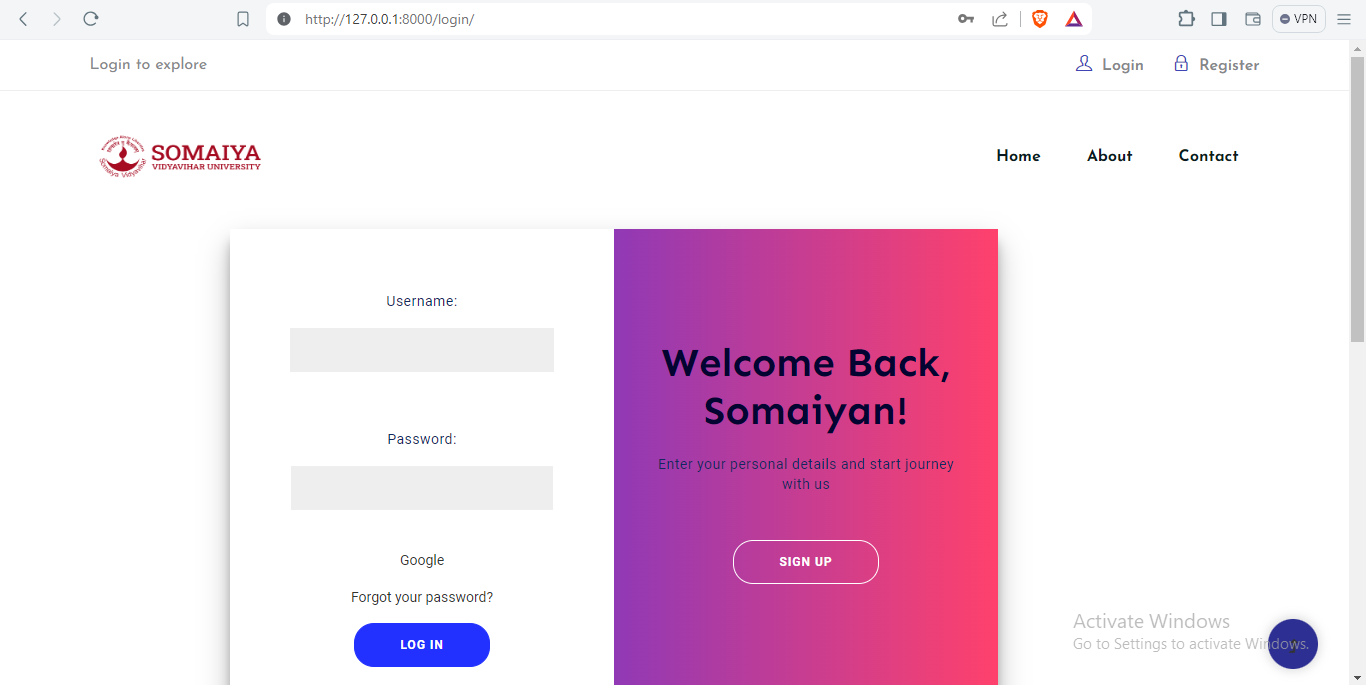 http://127.0.0.1:8000/login/
VPN
Login to explore
Login
Register
SOMAIYA
VIDYAVIHAR UNIVERSITY
Home
About
Contact
Username:
Password:
Google
Forgot your password?
LOG IN
Welcome Back,
Somaiyan!
Enter your personal details and start journey
with us
SIGN UP
Activate Windows
Go to Settings to activate Windows.